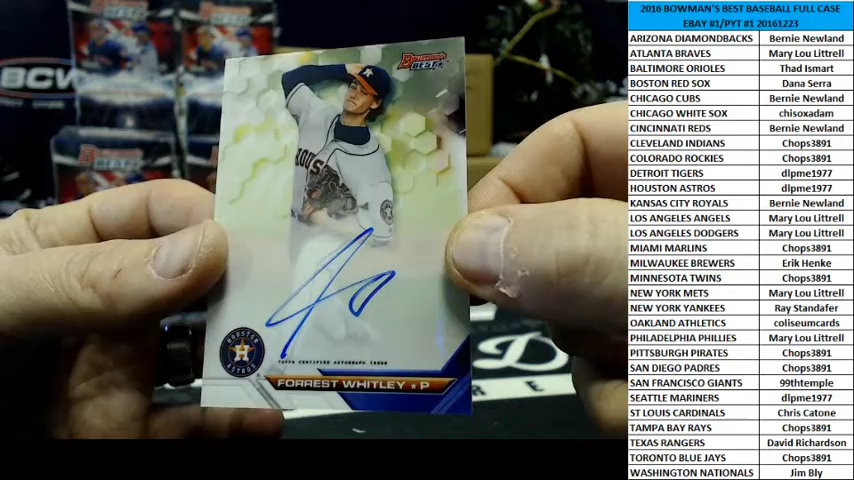 2016 BOWMAN'S BEST BASEBALL FULL CASE
EBAY #1/PYT #1 20161223
ARIZONA DIAMONDBACKS Bernie Newland
ATLANTA BRAVES Mary Lou Littrell
BALTIMORE ORIOLES Thad Ismart
BOSTON RED SOX Dana Serra
CHICAGO CUBS Bernie Newland
CHICAGO WHITE SOX chisoxadam
CINCINNATI REDS Bernie Newland
CLEVELAND INDIANS Chops3891
COLORADO ROCKIES Chops3891
DETROIT TIGERS dlpme1977
HOUSTON ASTROS dlpme1977
KANSAS CITY ROYALS Bernie Newland
LOS ANGELES ANGELS Mary Lou Littrell
LOS ANGELES DODGERS Mary Lou Littrell
MIAMI MARLINS Chops3891
MILWAUKEE BREWERS Erik Henke
MINNESOTA TWINS Chops3891
NEW YORK METS Mary Lou Littrell
NEW YORK YANKEES Ray Standafer
OAKLAND ATHLETICS coliseumcards
PHILADELPHIA PHILLIES Mary Lou Littrell
PITTSBURGH PIRATES Chops3891
SAN DIEGO PADRES Chops3891
SAN FRANCISCO GIANTS 99thtemple
SEATTLE MARINERS dlpme1977
ST LOUIS CARDINALS Chris Catone
TAMPA BAY RAYS Chops3891
TEXAS RANGERS David Richardson
TORONTO BLUE JAYS Chops3891
WASHINGTON NATIONALS Jim Bly
BCW
BOWMAN'S
BEST
HOUSTON
ASTROS
TOPPS CERTIFIED AUTOGRAPH ISSUE
FORREST WHITLEY ★ P